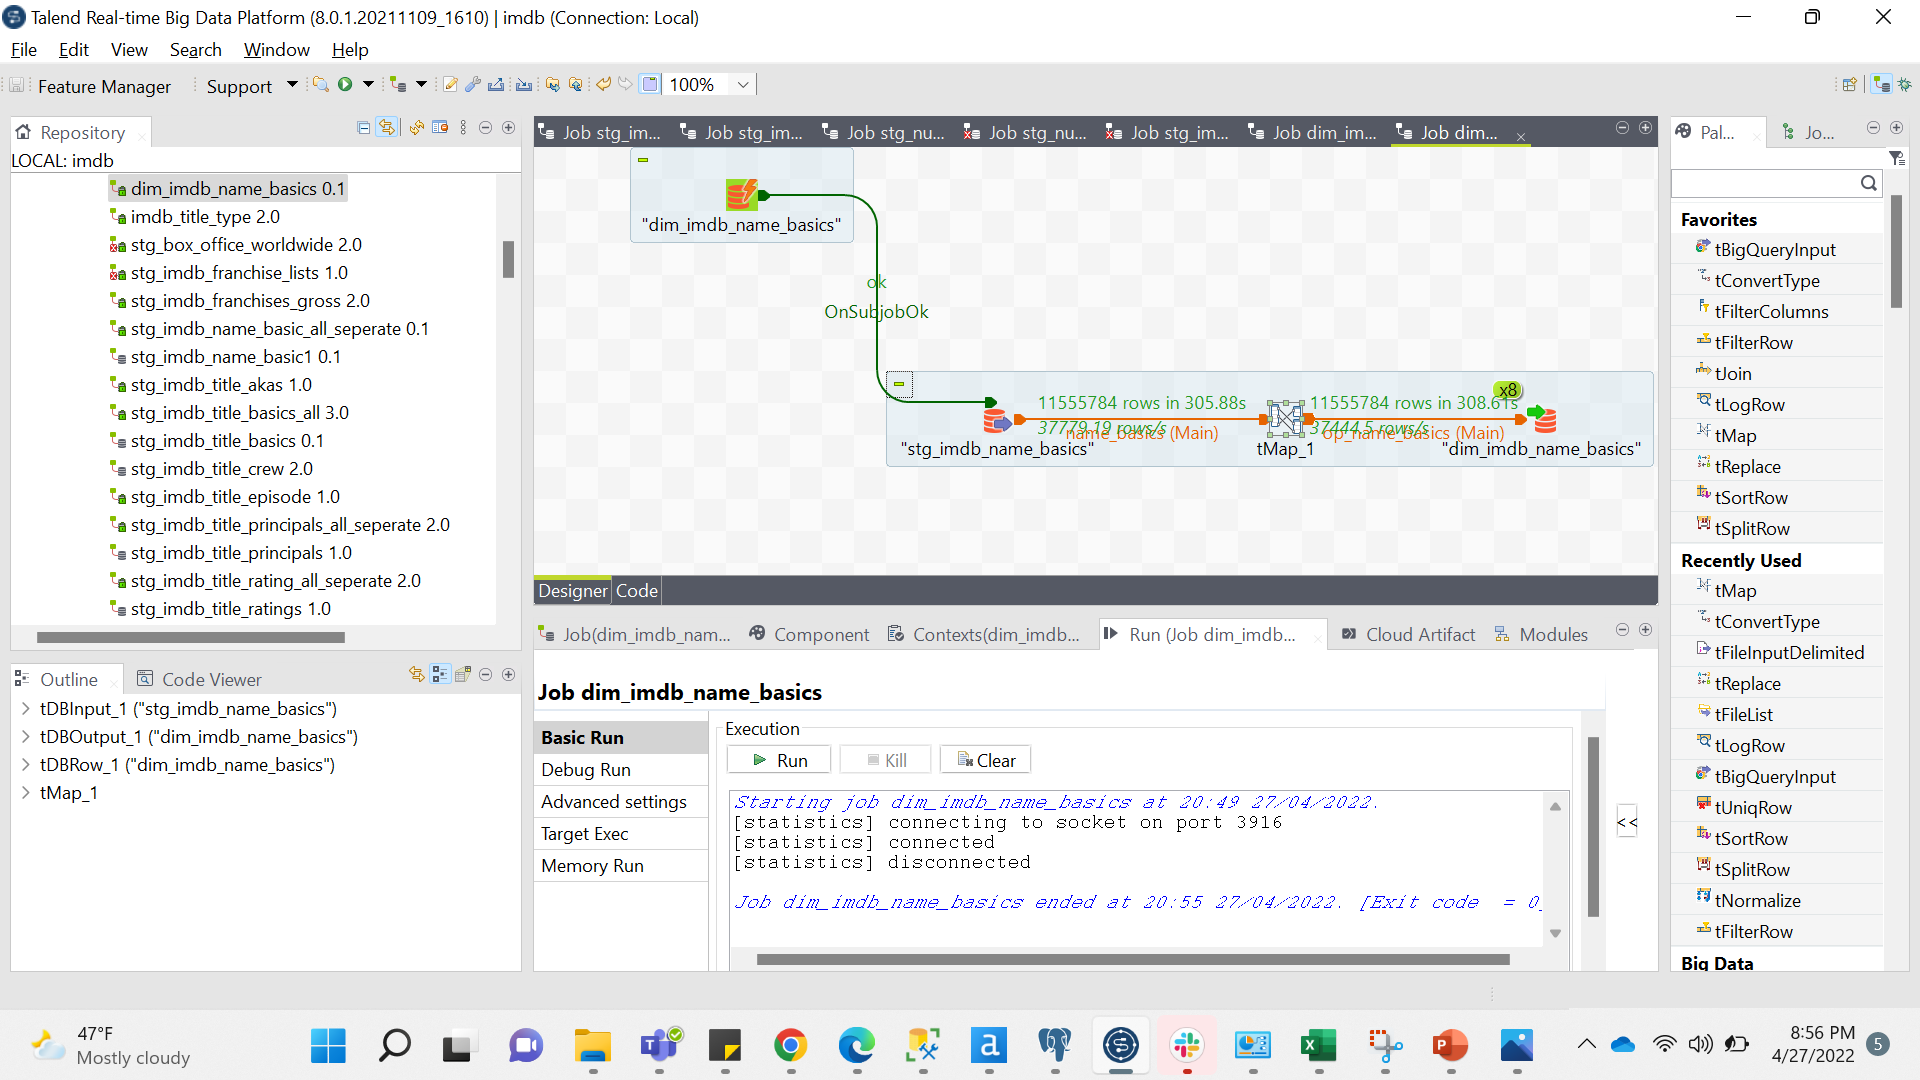 Talend Real-time Big Data Platform (8.0.1.20211109_1610) | imdb (Connection: Local)
File Edit View Search Window Help
Feature Manager Support 100%
Repository
LOCAL: imdb
dim_imdb_name_basics 0.1
imdb_title_type 2.0
stg_box_office_worldwide 2.0
stg_imdb_franchise_lists 1.0
stg_imdb_franchises_gross 2.0
stg_imdb_name_basic_all_seperate 0.1
stg_imdb_name_basic1 0.1
stg_imdb_title_akas 1.0
stg_imdb_title_basics_all 3.0
stg_imdb_title_basics 0.1
stg_imdb_title_crew 2.0
stg_imdb_title_episode 1.0
stg_imdb_title_principals_all_seperate 2.0
stg_imdb_title_principals 1.0
stg_imdb_title_rating_all_seperate 2.0
stg_imdb_title_ratings 1.0
Outline Code Viewer
tDBInput_1 ("stg_imdb_name_basics")
tDBOutput_1 ("dim_imdb_name_basics")
tDBRow_1 ("dim_imdb_name_basics")
tMap_1
Job stg_im... Job stg_im... Job stg_nu... Job stg_nu... Job stg_im... Job dim_im... Job dim...
"dim_imdb_name_basics"
ok
OnSubjobOk
x8
11555784 rows in 305.88s 11555784 rows in 308.61s
37779.19 rows/s 37444.5 rows/s
name_basics (Main) op_name_basics (Main)
"stg_imdb_name_basics" tMap_1 "dim_imdb_name_basics"
Designer Code
Job(dim_imdb_nam... Component Contexts(dim_imdb... Run (Job dim_imdb... Cloud Artifact Modules
Job dim_imdb_name_basics
Basic Run
Debug Run
Advanced settings
Target Exec
Memory Run
Execution
Run Kill Clear
Starting job dim_imdb_name_basics at 20:49 27/04/2022.
[statistics] connecting to socket on port 3916
[statistics] connected
[statistics] disconnected
Job dim_imdb_name_basics ended at 20:55 27/04/2022. [Exit code  = 0
<<
Pal... Jo...
Favorites
tBigQueryInput
tConvertType
tFilterColumns
tFilterRow
tJoin
tLogRow
tMap
tReplace
tSortRow
tSplitRow
Recently Used
tMap
tConvertType
tFileInputDelimited
tReplace
tFileList
tLogRow
tBigQueryInput
tUniqRow
tSortRow
tSplitRow
tNormalize
tFilterRow
Big Data
47°F
Mostly cloudy
8:56 PM
4/27/2022
5